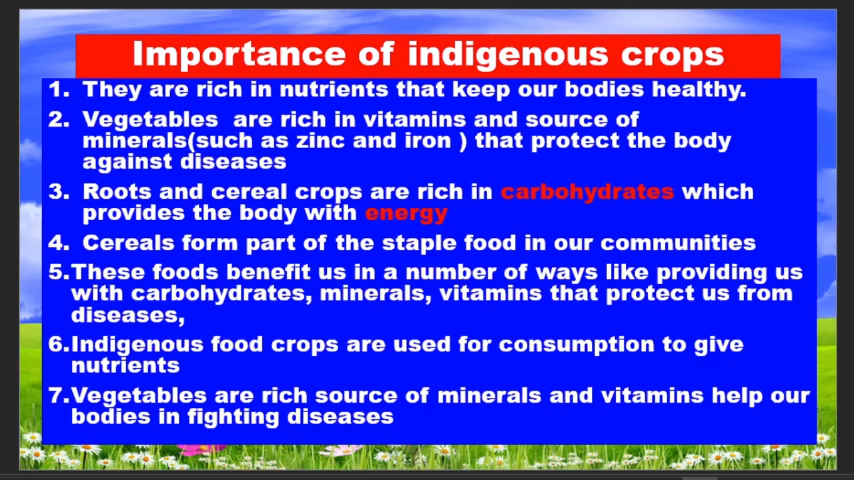 Importance of indigenous crops
1. They are rich in nutrients that keep our bodies healthy.
2. Vegetables are rich in vitamins and source of
minerals(such as zinc and iron ) that protect the body
against diseases
3. Roots and cereal crops are rich in carbohydrates which
provides the body with energy
4. Cereals form part of the staple food in our communities
5.These foods benefit us in a number of ways like providing us
with carbohydrates, minerals, vitamins that protect us from
diseases,
6.Indigenous food crops are used for consumption to give
nutrients
7.Vegetables are rich source of minerals and vitamins help our
bodies in fighting diseases